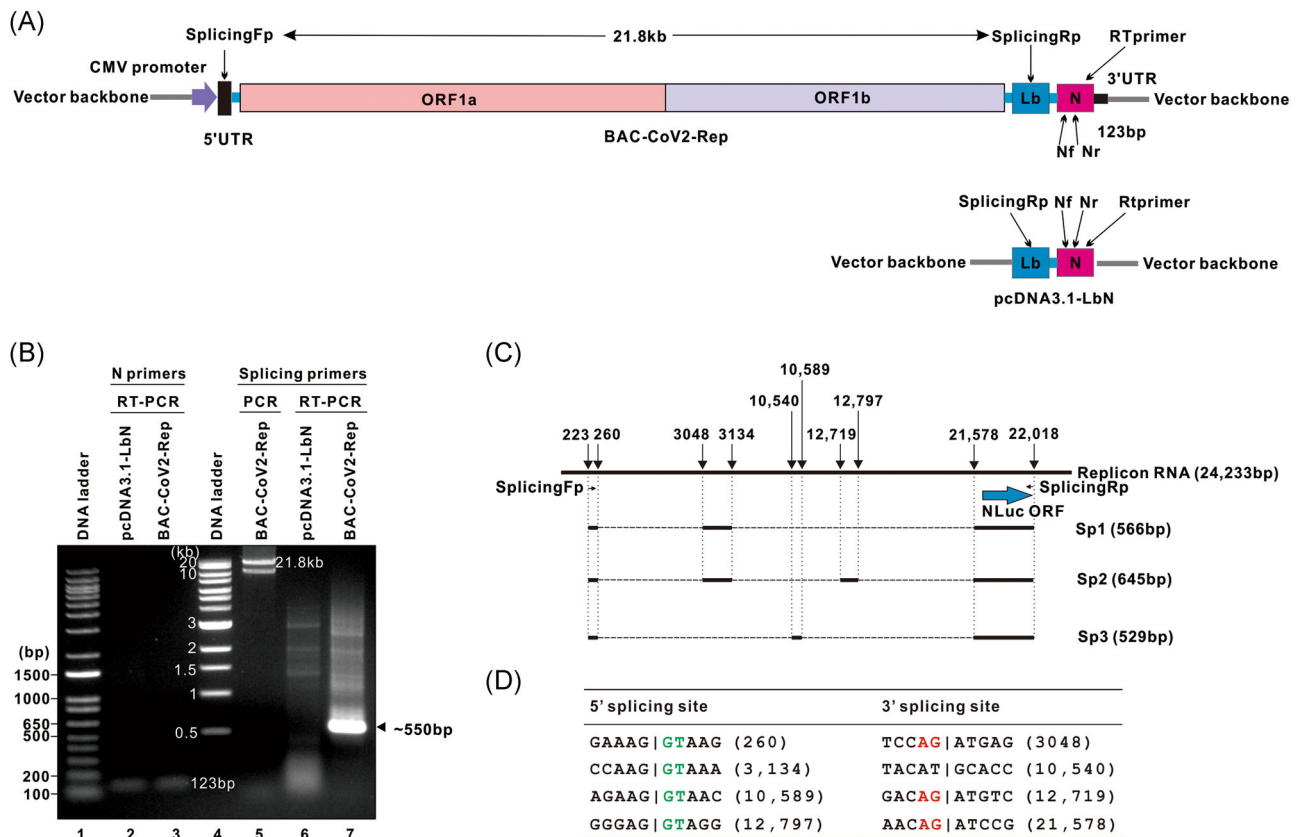 (A)
SplicingFp
21.8kb
SplicingRp
RTprimer
CMV promoter
3'UTR
Vector backbone
ORF1a
ORF1b
Lb
N
Vector backbone
5'UTR
BAC-CoV2-Rep
123bp
Nf Nr
SplicingRp Nf Nr Rtprimer
Vector backbone
Lb
N
Vector backbone
pcDNA3.1-LbN
(B)
N primers
Splicing primers
RT-PCR
PCR
RT-PCR
DNA ladder
pcDNA3.1-LbN
BAC-CoV2-Rep
DNA ladder
BAC-CoV2-Rep
pcDNA3.1-LbN
BAC-CoV2-Rep
(kb)
20
10
21.8kb
3
2
1.5
1
0.5
(bp)
1500
1000
650
500
200
100
~550bp
123bp
1 2 3 4 5 6 7
(C)
10,589
10,540
12,797
223 260 3048 3134 12,719 21,578 22,018
Replicon RNA (24,233bp)
SplicingFp
SplicingRp
NLuc ORF
Sp1 (566bp)
Sp2 (645bp)
Sp3 (529bp)
(D)
5' splicing site 3' splicing site
GAAAG|GTAAG (260) TCCAG|ATGAG (3048)
CCAAG|GTAAA (3,134) TACAT|GCACC (10,540)
AGAAG|GTAAC (10,589) GACAG|ATGTC (12,719)
GGGAG|GTAGG (12,797) AACAG|ATCCG (21,578)